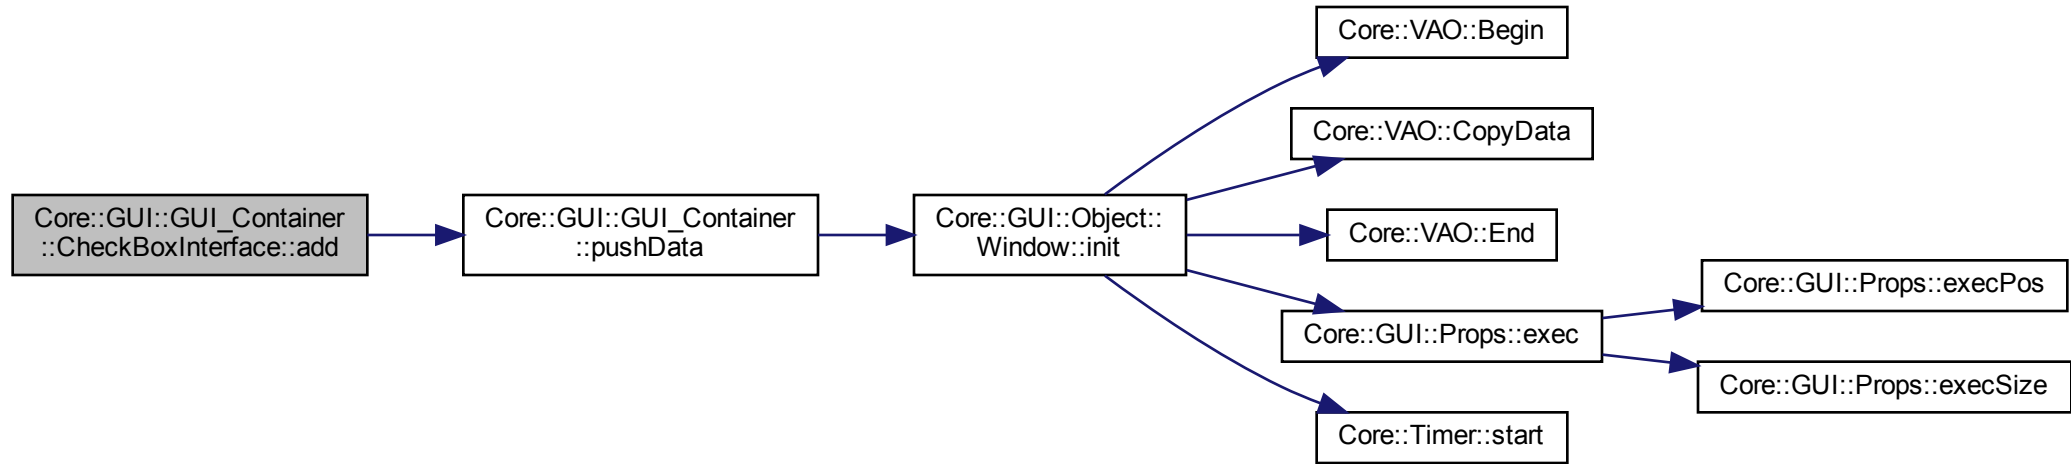 Core::GUI::GUI_Container
::CheckBoxInterface::add
Core::GUI::GUI_Container
::pushData
Core::GUI::Object::
Window::init
Core::VAO::Begin
Core::VAO::CopyData
Core::VAO::End
Core::GUI::Props::exec
Core::Timer::start
Core::GUI::Props::execPos
Core::GUI::Props::execSize